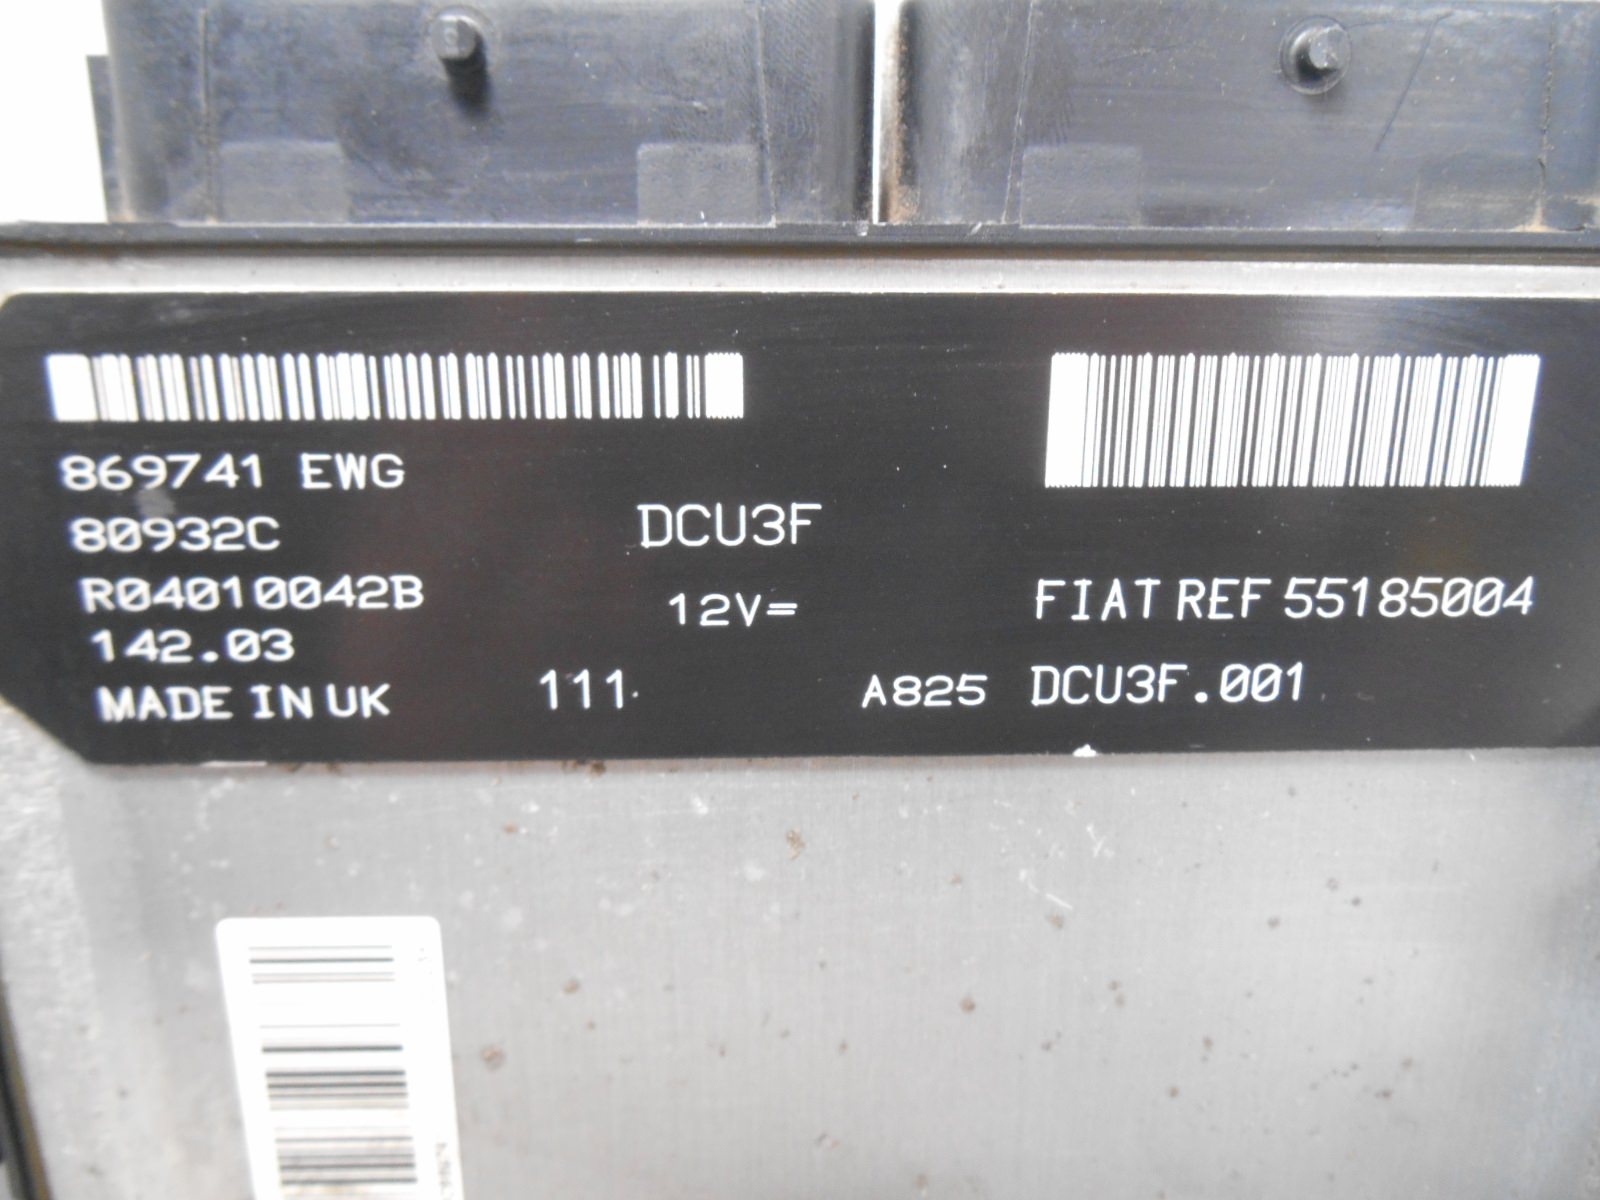 869741 EWG
80932C
R04010042B
142.03
MADE IN UK
111.
DCU3F
12V=
FIAT REF 55185004
A825 DCU3F.001